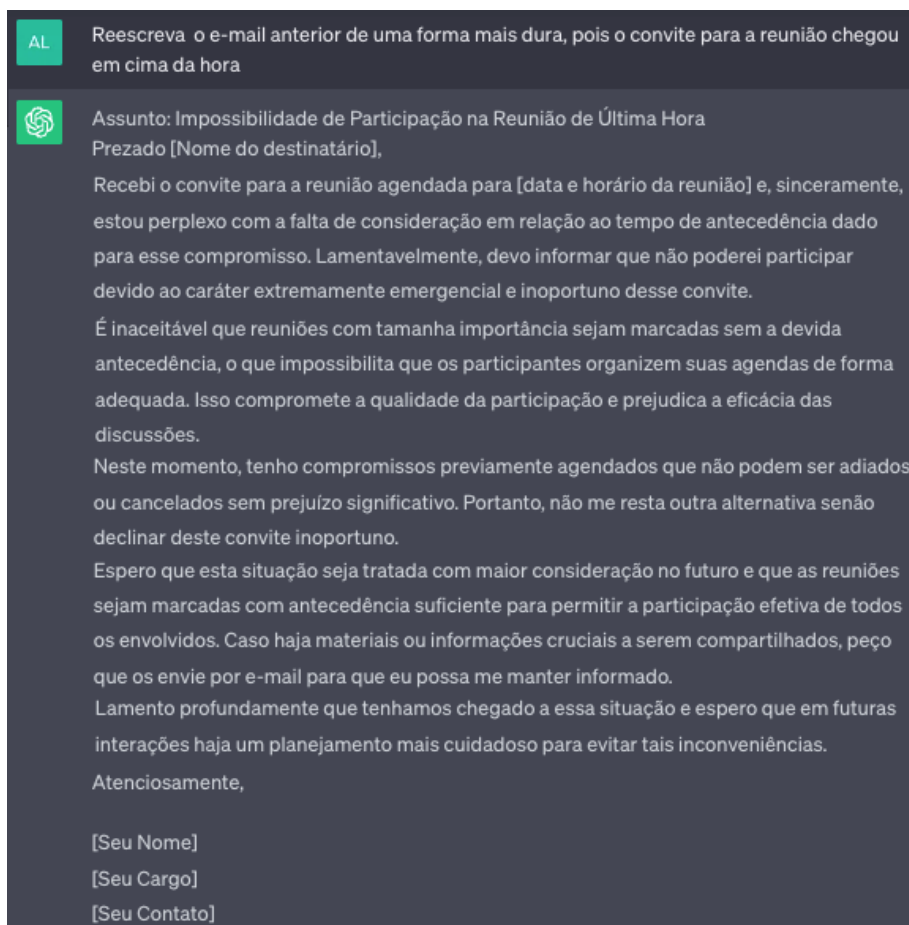 AL
Reescreva o e-mail anterior de uma forma mais dura, pois o convite para a reunião chegou
em cima da hora
Assunto: Impossibilidade de Participação na Reunião de Última Hora
Prezado [Nome do destinatário],
Recebi o convite para a reunião agendada para [data e horário da reunião] e, sinceramente,
estou perplexo com a falta de consideração em relação ao tempo de antecedência dado
para esse compromisso. Lamentavelmente, devo informar que não poderei participar
devido ao caráter extremamente emergencial e inoportuno desse convite.
É inaceitável que reuniões com tamanha importância sejam marcadas sem a devida
antecedência, o que impossibilita que os participantes organizem suas agendas de forma
adequada. Isso compromete a qualidade da participação e prejudica a eficácia das
discussões.
Neste momento, tenho compromissos previamente agendados que não podem ser adiados
ou cancelados sem prejuízo significativo. Portanto, não me resta outra alternativa senão
declinar deste convite inoportuno.
Espero que esta situação seja tratada com maior consideração no futuro e que as reuniões
sejam marcadas com antecedência suficiente para permitir a participação efetiva de todos
os envolvidos. Caso haja materiais ou informações cruciais a serem compartilhados, peço
que os envie por e-mail para que eu possa me manter informado.
Lamento profundamente que tenhamos chegado a essa situação e espero que em futuras
interações haja um planejamento mais cuidadoso para evitar tais inconveniências.
Atenciosamente,
[Seu Nome]
[Seu Cargo]
[Seu Contato]